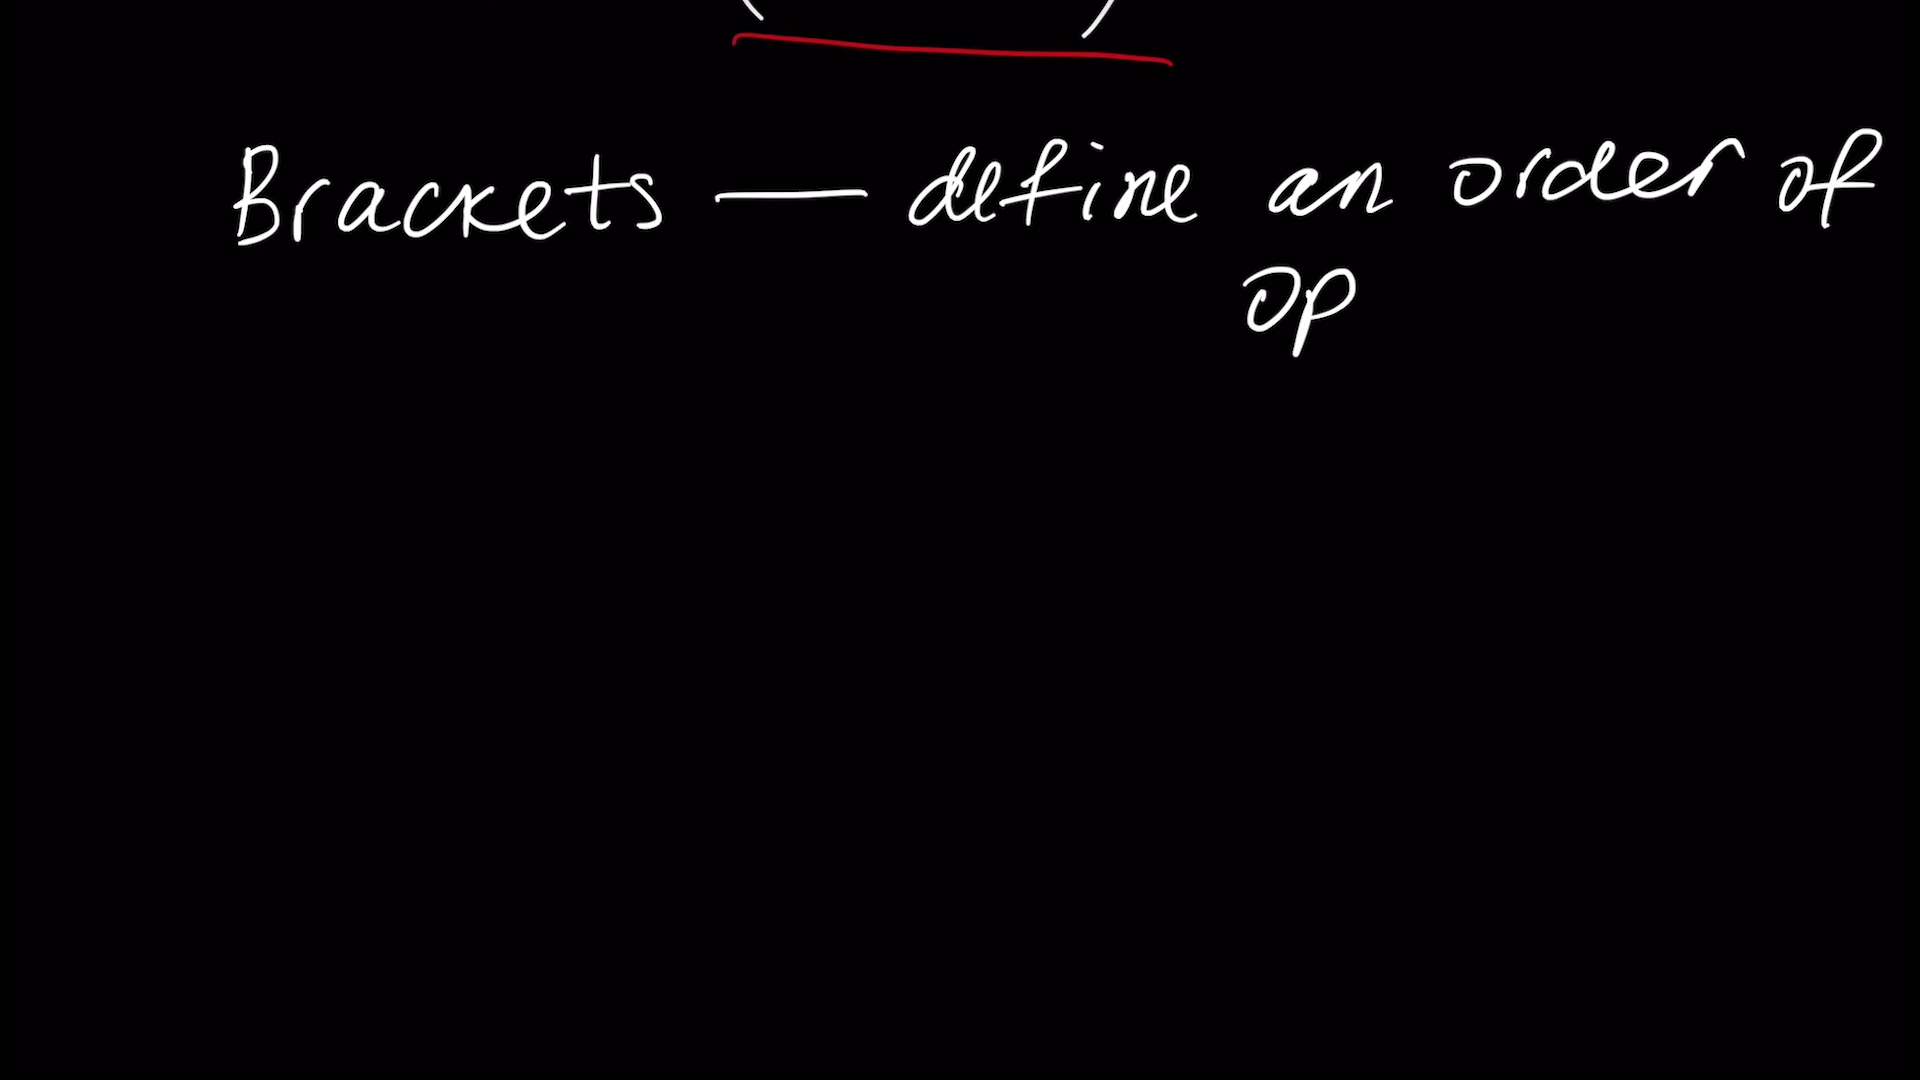 Brackets — define an order of
op